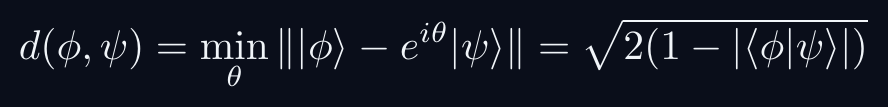 d(ϕ, ψ) = min_θ ‖|ϕ⟩ − e^{iθ}|ψ⟩‖ = √(2(1 − |⟨ϕ|ψ⟩|))